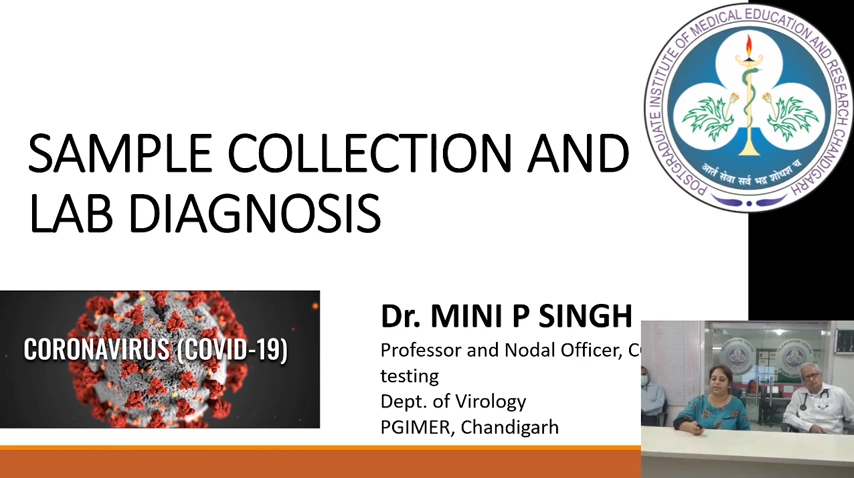 SAMPLE COLLECTION AND
LAB DIAGNOSIS
POSTGRADUATE INSTITUTE OF MEDICAL EDUCATION AND RESEARCH CHANDIGARH
आर्त सेवा सर्व भद्र शोधश्च च
CORONAVIRUS (COVID-19)
Dr. MINI P SINGH
Professor and Nodal Officer,
testing
Dept. of Virology
PGIMER, Chandigarh